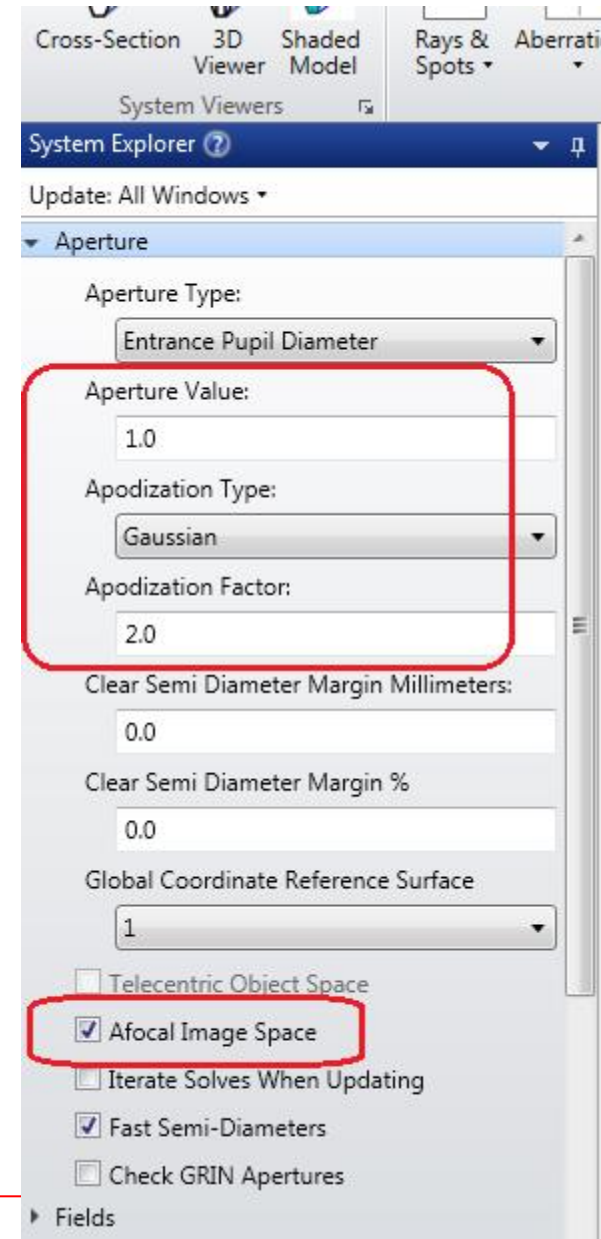 Cross-Section 3D Shaded Rays &
Viewer Model Spots
System Viewers
System Explorer
Update: All Windows
Aperture
Aperture Type:
Entrance Pupil Diameter
Aperture Value:
1.0
Apodization Type:
Gaussian
Apodization Factor:
2.0
Clear Semi Diameter Margin Millimeters:
0.0
Clear Semi Diameter Margin %
0.0
Global Coordinate Reference Surface
1
Telecentric Object Space
Afocal Image Space
Iterate Solves When Updating
Fast Semi-Diameters
Check GRIN Apertures
Fields